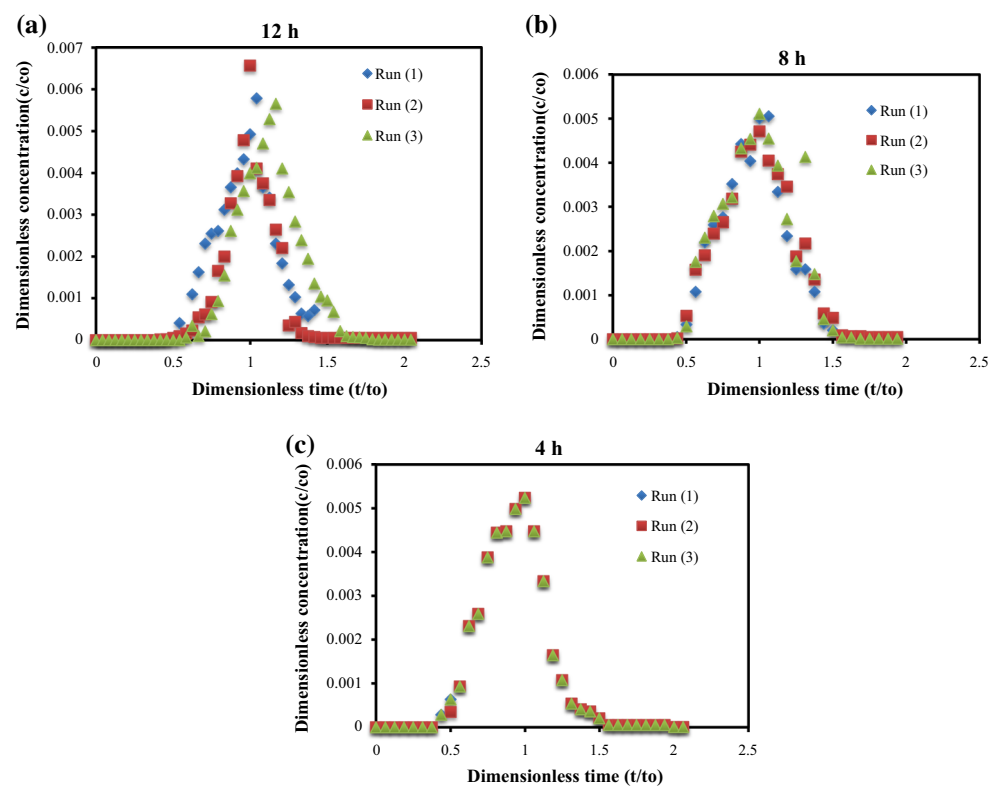 (a)
12 h
Dimensionless concentration(c/co)
0.007
0.006
0.005
0.004
0.003
0.002
0.001
0
0 0.5 1 1.5 2 2.5
Dimensionless time (t/to)
Run (1)
Run (2)
Run (3)
(b)
8 h
Dimensionless concentration(c/co)
0.006
0.005
0.004
0.003
0.002
0.001
0
0 0.5 1 1.5 2 2.5
Dimensionless time (t/to)
Run (1)
Run (2)
Run (3)
(c)
4 h
Dimensionless concentration(c/co)
0.006
0.005
0.004
0.003
0.002
0.001
0
0 0.5 1 1.5 2 2.5
Dimensionless time (t/to)
Run (1)
Run (2)
Run (3)